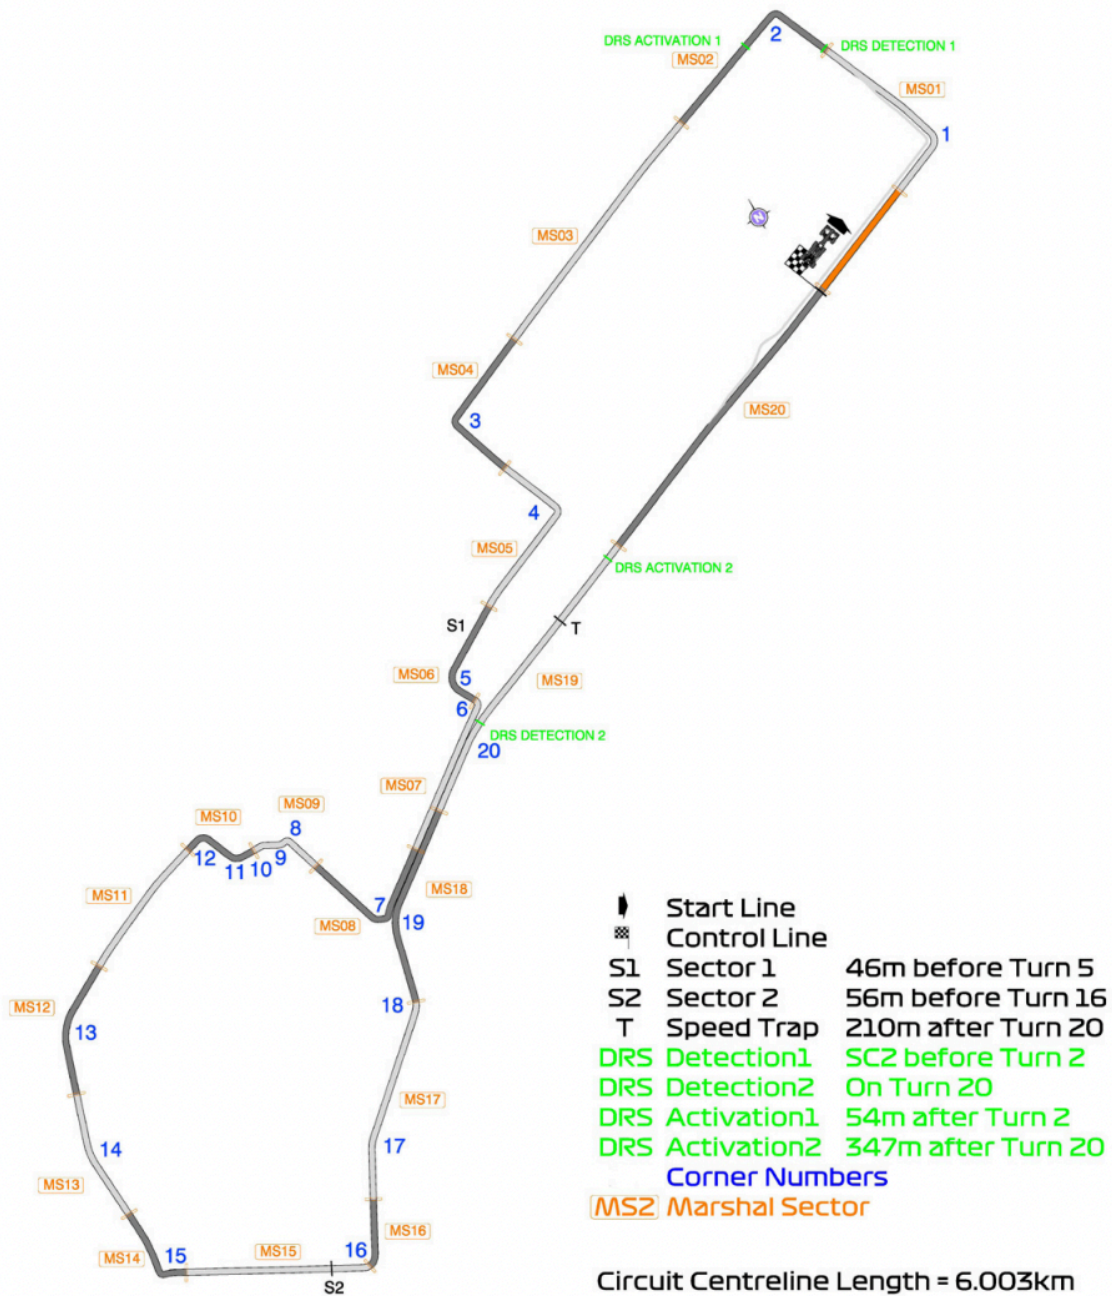 2
DRS ACTIVATION 1
DRS DETECTION 1
MS02
MS01
1
N
MS03
MS04
3
MS20
4
MS05
DRS ACTIVATION 2
S1
T
MS06
5
MS19
6
DRS DETECTION 2
20
MS07
MS09
MS10
8
12
11
10
9
MS11
MS18
7
MS08
19
MS12
18
13
MS17
14
17
MS13
MS16
MS14
15
MS15
16
S2
Start Line
Control Line
S1 Sector 1 46m before Turn 5
S2 Sector 2 56m before Turn 16
T Speed Trap 210m after Turn 20
DRS Detection1 SC2 before Turn 2
DRS Detection2 On Turn 20
DRS Activation1 54m after Turn 2
DRS Activation2 347m after Turn 20
Corner Numbers
MS2 Marshal Sector
Circuit Centreline Length = 6.003km